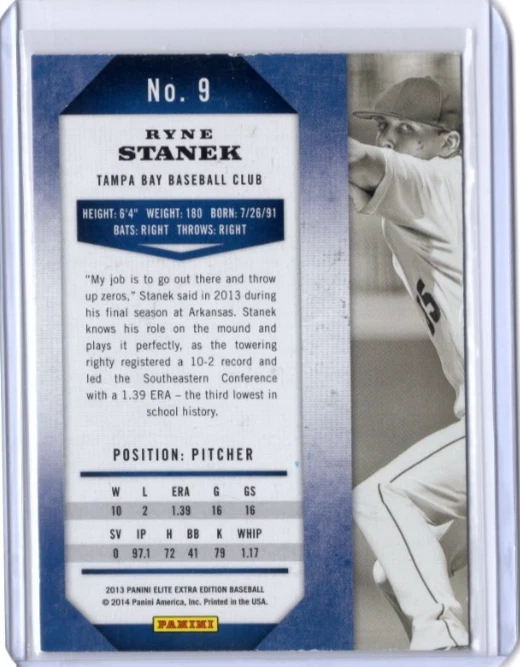 No. 9
RYNE
STANEK
TAMPA BAY BASEBALL CLUB
HEIGHT: 6'4" WEIGHT: 180 BORN: 7/26/91
BATS: RIGHT THROWS: RIGHT
"My job is to go out there and throw
up zeros," Stanek said in 2013 during
his final season at Arkansas. Stanek
knows his role on the mound and
plays it perfectly, as the towering
righty registered a 10-2 record and
led the Southeastern Conference
with a 1.39 ERA – the third lowest in
school history.
POSITION: PITCHER
W L ERA G GS
10 2 1.39 16 16
SV IP H BB K WHIP
0 97.1 72 41 79 1.17
2013 PANINI ELITE EXTRA EDITION BASEBALL
© 2014 Panini America, Inc. Printed in the USA.
PANINI